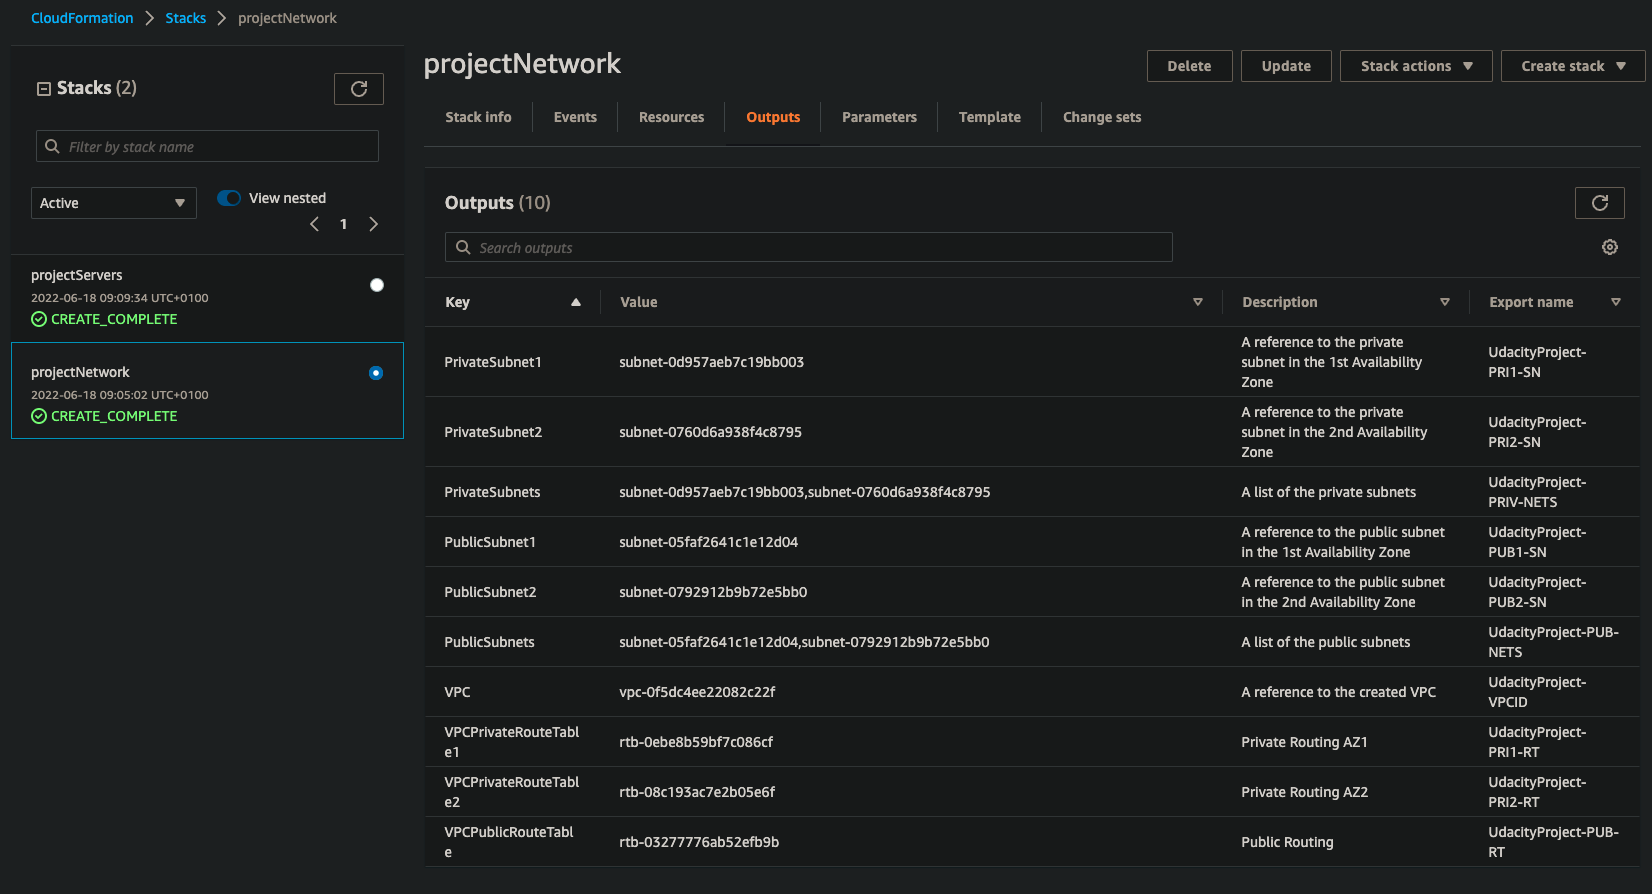 CloudFormation
Stacks
projectNetwork
Stacks (2)
Filter by stack name
Active
View nested
1
projectServers
2022-06-18 09:09:34 UTC+0100
CREATE_COMPLETE
projectNetwork
2022-06-18 09:05:02 UTC+0100
CREATE_COMPLETE
projectNetwork
Delete
Update
Stack actions
Create stack
Stack info
Events
Resources
Outputs
Parameters
Template
Change sets
Outputs (10)
Search outputs
Key
Value
Description
Export name
PrivateSubnet1
subnet-0d957aeb7c19bb003
A reference to the private
subnet in the 1st Availability
Zone
UdacityProject-
PRI1-SN
PrivateSubnet2
subnet-0760d6a938f4c8795
A reference to the private
subnet in the 2nd Availability
Zone
UdacityProject-
PRI2-SN
PrivateSubnets
subnet-0d957aeb7c19bb003,subnet-0760d6a938f4c8795
A list of the private subnets
UdacityProject-
PRIV-NETS
PublicSubnet1
subnet-05faf2641c1e12d04
A reference to the public subnet
in the 1st Availability Zone
UdacityProject-
PUB1-SN
PublicSubnet2
subnet-0792912b9b72e5bb0
A reference to the public subnet
in the 2nd Availability Zone
UdacityProject-
PUB2-SN
PublicSubnets
subnet-05faf2641c1e12d04,subnet-0792912b9b72e5bb0
A list of the public subnets
UdacityProject-PUB-
NETS
VPC
vpc-0f5dc4ee22082c22f
A reference to the created VPC
UdacityProject-
VPCID
VPCPrivateRouteTabl
e1
rtb-0ebe8b59bf7c086cf
Private Routing AZ1
UdacityProject-
PRI1-RT
VPCPrivateRouteTabl
e2
rtb-08c193ac7e2b05e6f
Private Routing AZ2
UdacityProject-
PRI2-RT
VPCPublicRouteTabl
e
rtb-03277776ab52efb9b
Public Routing
UdacityProject-PUB-
RT